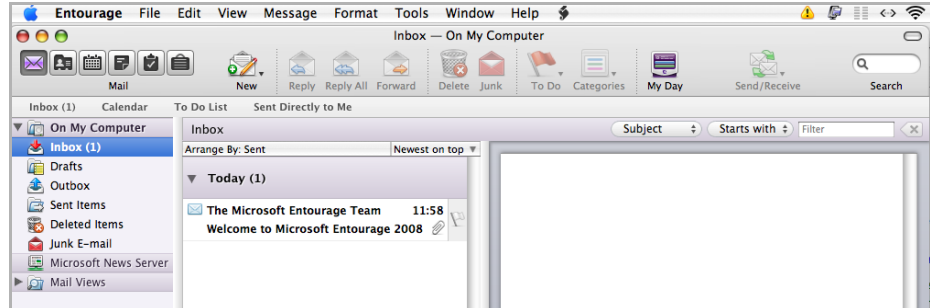 Entourage File Edit View Message Format Tools Window Help
Inbox — On My Computer
Mail New Reply Reply All Forward Delete Junk To Do Categories My Day Send/Receive Search
Inbox (1) Calendar To Do List Sent Directly to Me
On My Computer
Inbox (1)
Drafts
Outbox
Sent Items
Deleted Items
Junk E-mail
Microsoft News Server
Mail Views
Inbox Subject Starts with Filter
Arrange By: Sent Newest on top
Today (1)
The Microsoft Entourage Team 11:58
Welcome to Microsoft Entourage 2008